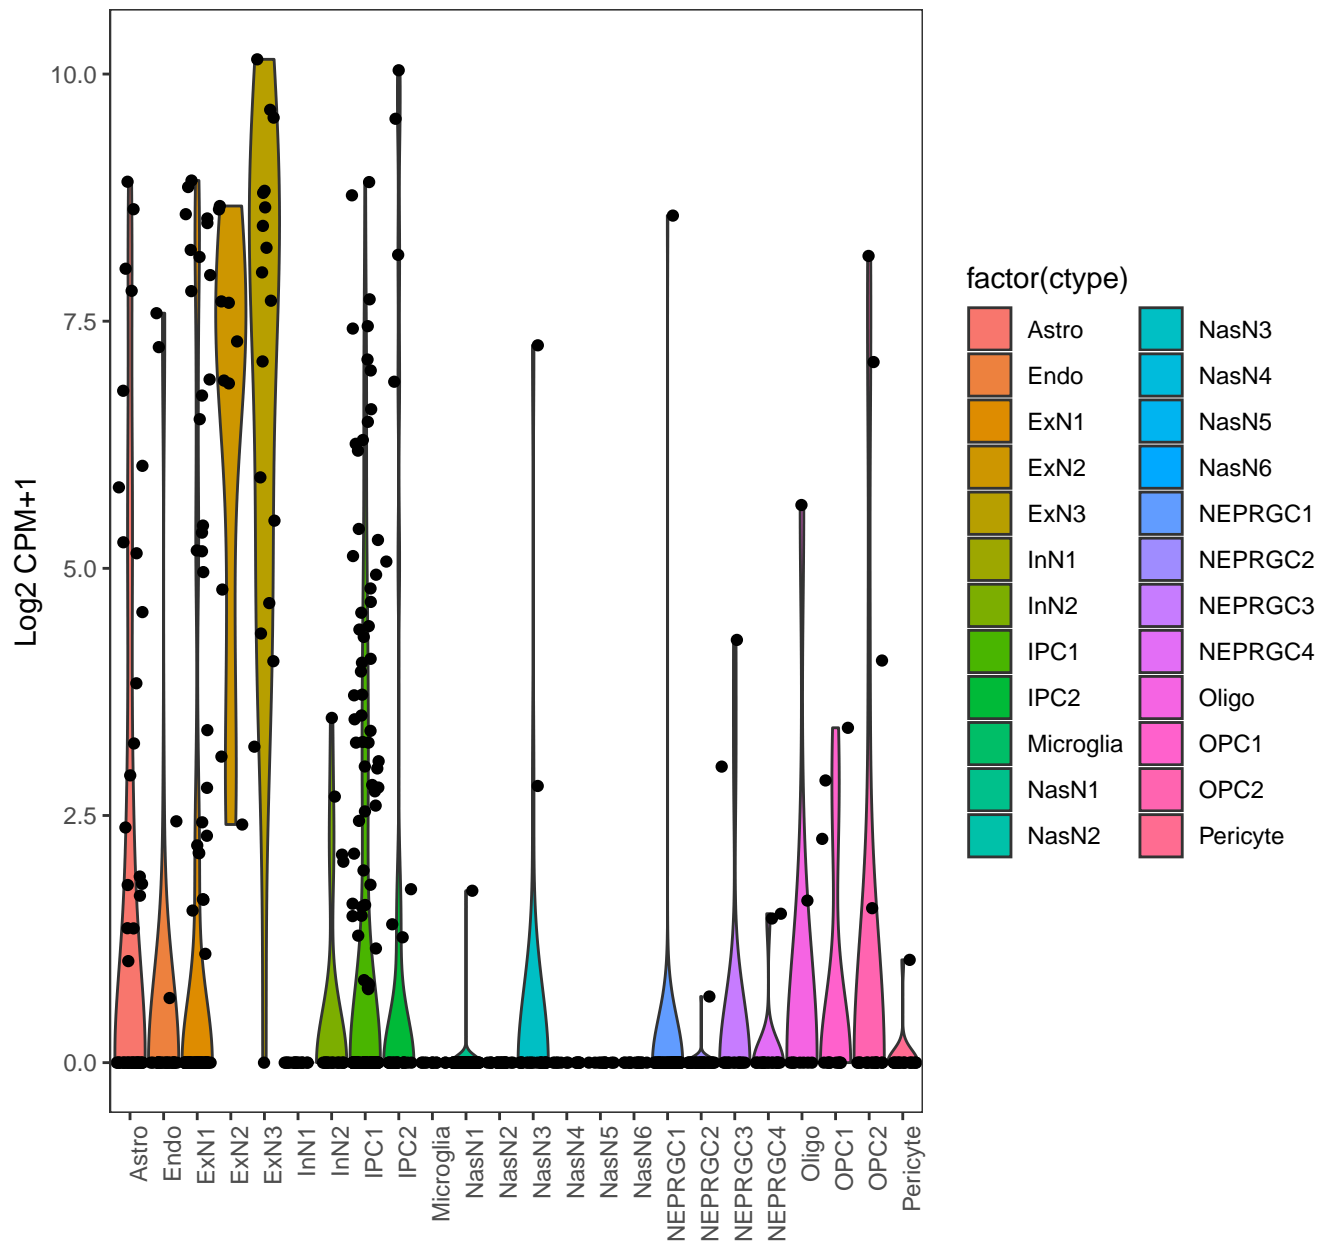 Log2 CPM+1
10.0
7.5
5.0
2.5
0.0
Astro
Endo
ExN1
ExN2
ExN3
InN1
InN2
IPC1
IPC2
Microglia
NasN1
NasN2
NasN3
NasN4
NasN5
NasN6
NEPRGC1
NEPRGC2
NEPRGC3
NEPRGC4
Oligo
OPC1
OPC2
Pericyte
factor(ctype)
Astro
Endo
ExN1
ExN2
ExN3
InN1
InN2
IPC1
IPC2
Microglia
NasN1
NasN2
NasN3
NasN4
NasN5
NasN6
NEPRGC1
NEPRGC2
NEPRGC3
NEPRGC4
Oligo
OPC1
OPC2
Pericyte